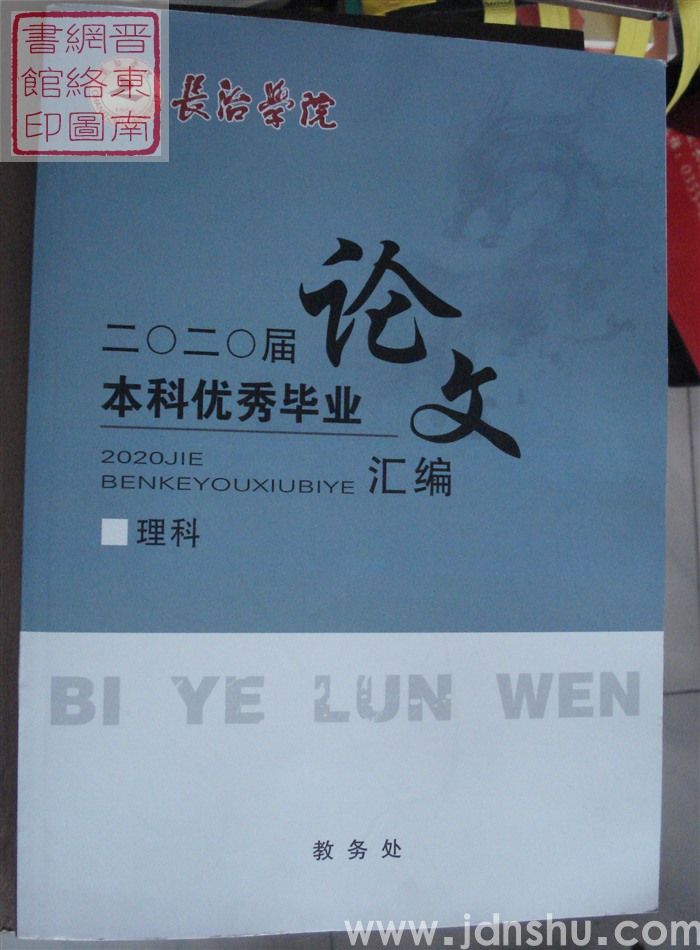 晋東南
網絡圖
書館印
長治學院
二〇二〇届
论文
本科优秀毕业
2020JIE
BENKEYOUXIUBIYE
汇编
理科
BI YE LUN WEN
教务处
www.jdnshu.com